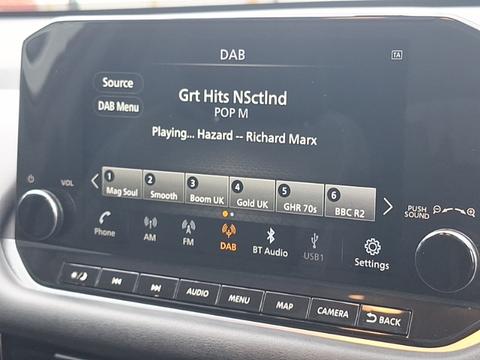 DAB
TA
Source
Grt Hits NSctlnd
DAB Menu
POP M
Playing... Hazard -- Richard Marx
1 Mag Soul
2 Smooth
3 Boom UK
4 Gold UK
5 GHR 70s
6 BBC R2
VOL
PUSH SOUND
Phone
AM
FM
DAB
BT Audio
USB1
Settings
AUDIO
MENU
MAP
CAMERA
BACK